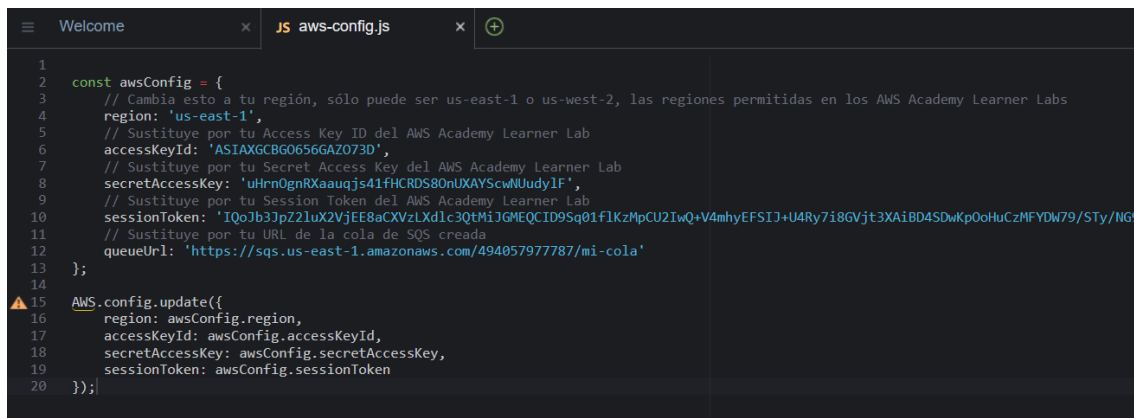 Welcome × JS aws-config.js ×
1
2 const awsConfig = {
3 // Cambia esto a tu región, sólo puede ser us-east-1 o us-west-2, las regiones permitidas en los AWS Academy Learner Labs
4 region: 'us-east-1',
5 // Sustituye por tu Access Key ID del AWS Academy Learner Lab
6 accessKeyId: 'ASIAXGCBGO656GAZO73D',
7 // Sustituye por tu Secret Access Key del AWS Academy Learner Lab
8 secretAccessKey: 'uHrnOgnRXaauqjs41fHCRDS8OnUXAYScwNUudylF',
9 // Sustituye por tu Session Token del AWS Academy Learner Lab
10 sessionToken: 'IQoJb3JpZ2luX2VjEE8aCXVzLXdlc3QtMiJGMEQCID9Sq01flKzMpCU2IwQ+V4mhyEFSIJ+U4Ry7i8GVjt3XAiBD4SDwKpOoHuCzMFYDW79/STy/NG9
11 // Sustituye por tu URL de la cola de SQS creada
12 queueUrl: 'https://sqs.us-east-1.amazonaws.com/494057977787/mi-cola'
13 };
14
15 AWS.config.update({
16 region: awsConfig.region,
17 accessKeyId: awsConfig.accessKeyId,
18 secretAccessKey: awsConfig.secretAccessKey,
19 sessionToken: awsConfig.sessionToken
20 });